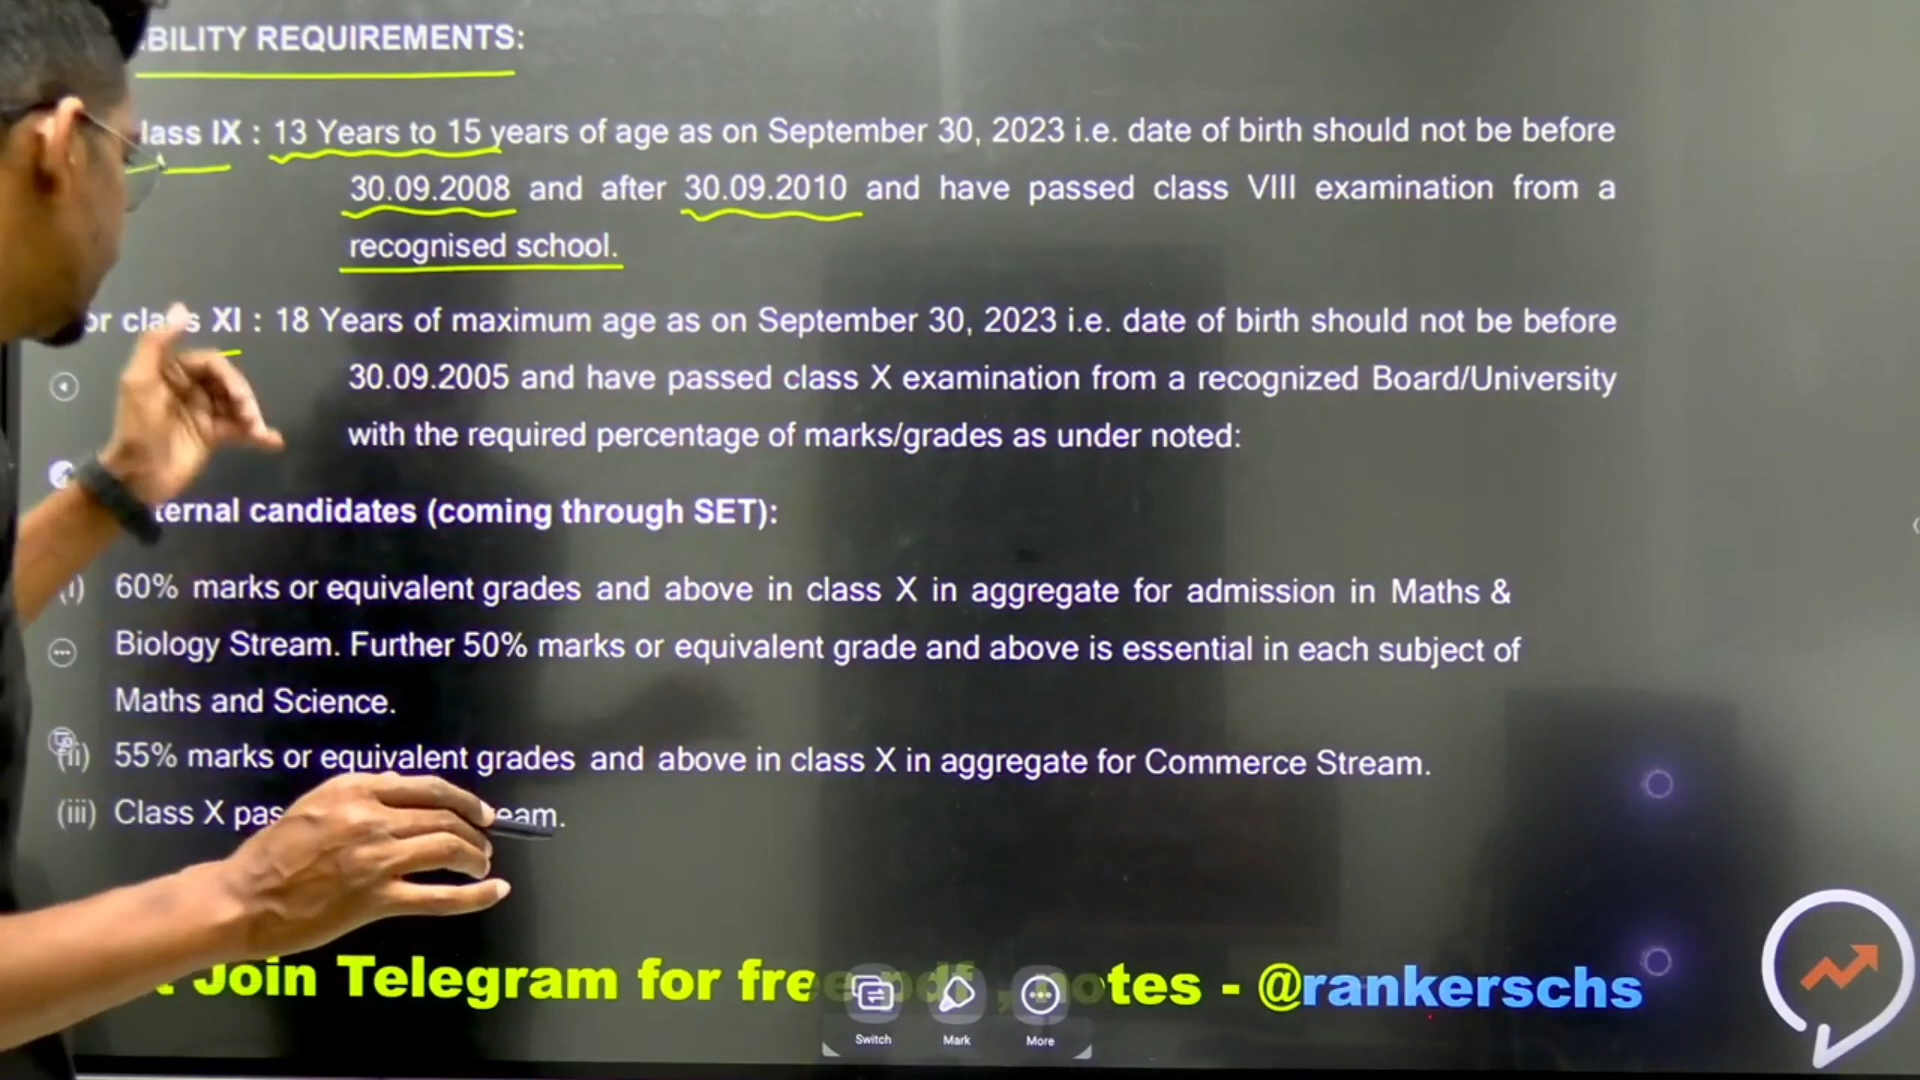 BILITY REQUIREMENTS:
lass IX : 13 Years to 15 years of age as on September 30, 2023 i.e. date of birth should not be before
30.09.2008 and after 30.09.2010 and have passed class VIII examination from a
recognised school.
or class XI : 18 Years of maximum age as on September 30, 2023 i.e. date of birth should not be before
30.09.2005 and have passed class X examination from a recognized Board/University
with the required percentage of marks/grades as under noted:
ternal candidates (coming through SET):
(i) 60% marks or equivalent grades and above in class X in aggregate for admission in Maths &
Biology Stream. Further 50% marks or equivalent grade and above is essential in each subject of
Maths and Science.
(ii) 55% marks or equivalent grades and above in class X in aggregate for Commerce Stream.
(iii) Class X pas eam.
t Join Telegram for free pdf , notes - @rankerschs
Switch Mark More